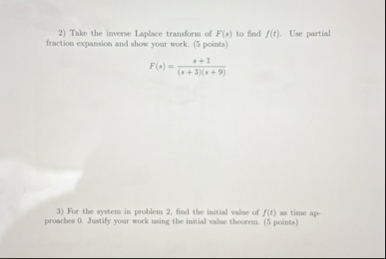 2) Take the inverse Laplace transform of F(s) to find f(t). Use partial
fraction expansion and show your work. (5 points)
F(s) = \frac{s+1}{(s+3)(s+9)}
3) For the system in problem 2, find the initial value of f(t) as time ap-
proaches 0. Justify your work using the initial value theorem. (5 points)